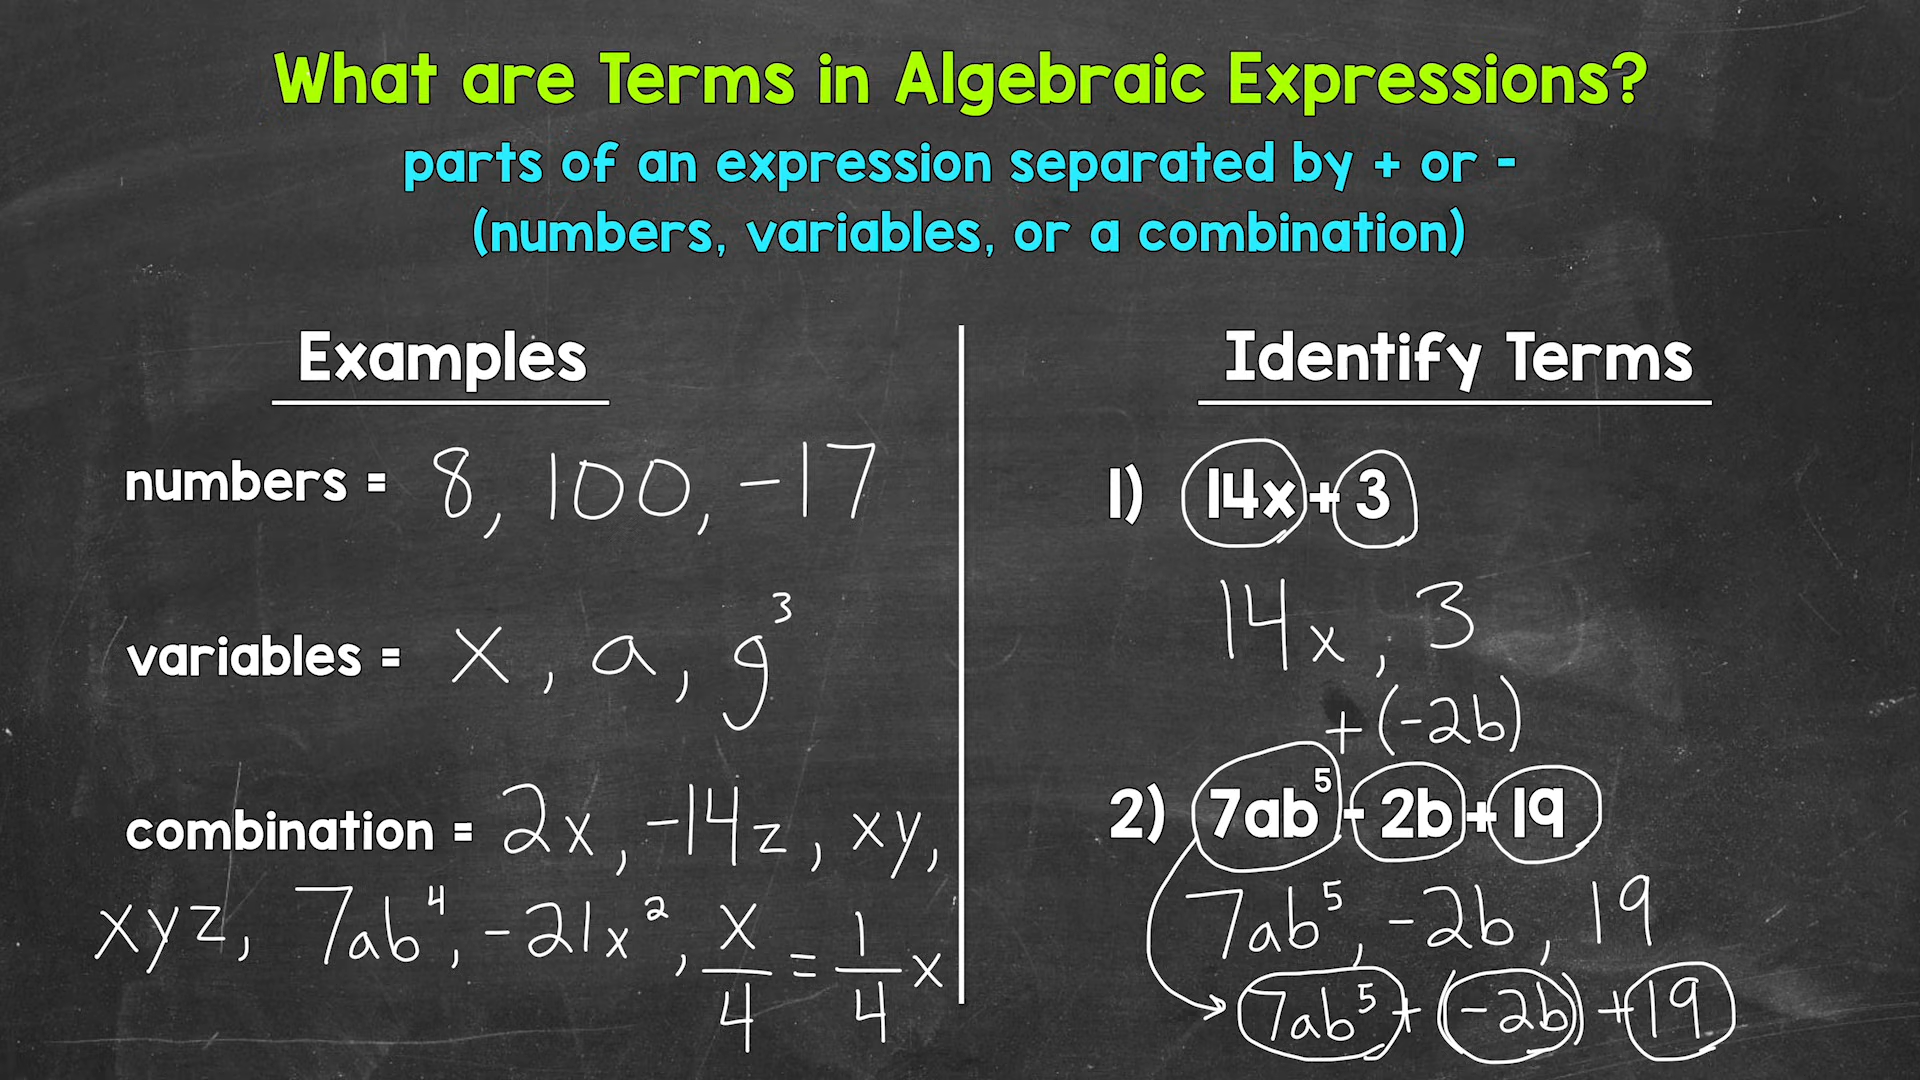 What are Terms in Algebraic Expressions?
parts of an expression separated by + or -
(numbers, variables, or a combination)
Examples
numbers = 8, 100, -17
variables = x, a, g³
combination = 2x, -14z, xy,
xyz, 7ab⁴, -21x², x/4 = 1/4 x
Identify Terms
1) 14x + 3
14x, 3
+ (-2b)
2) 7ab⁵ - 2b + 19
7ab⁵, -2b, 19
7ab⁵ + (-2b) + 19